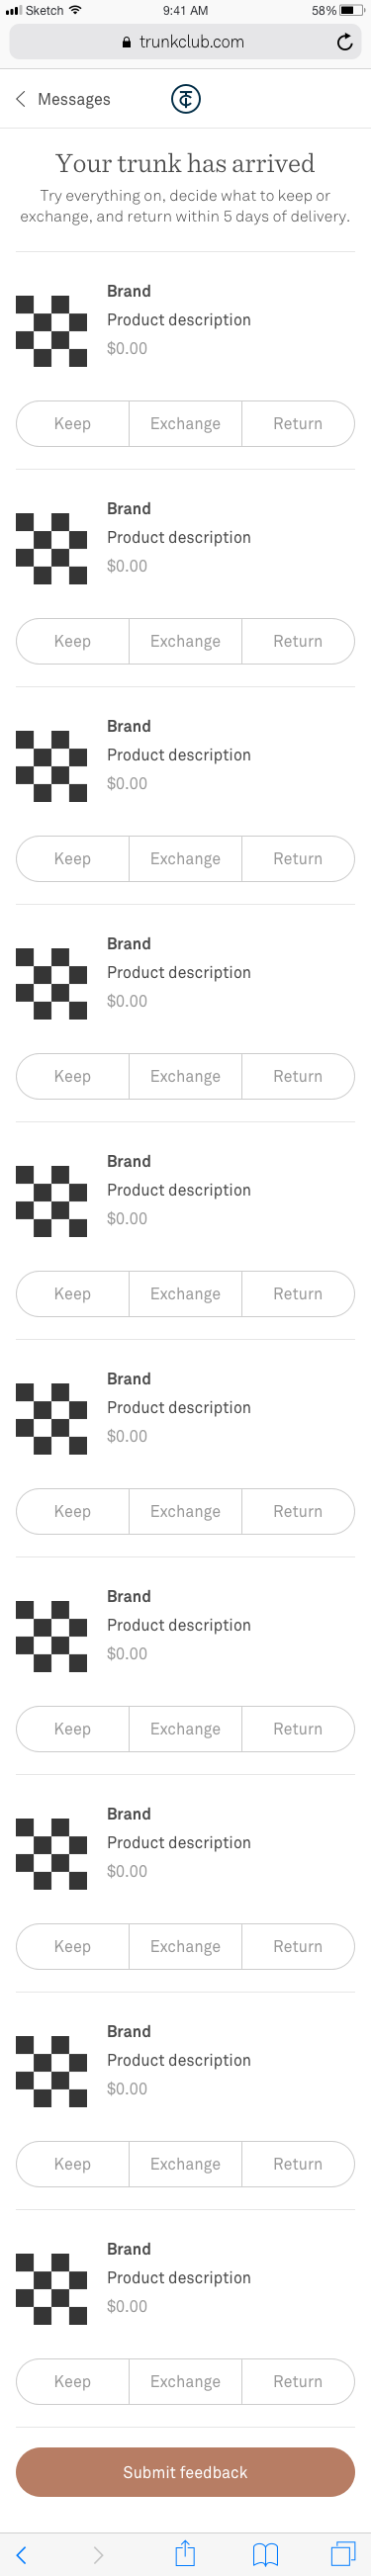 Sketch 9:41 AM 58%
trunkclub.com
Messages TC
Your trunk has arrived
Try everything on, decide what to keep or
exchange, and return within 5 days of delivery.
Brand
Product description
$0.00
Keep Exchange Return
Brand
Product description
$0.00
Keep Exchange Return
Brand
Product description
$0.00
Keep Exchange Return
Brand
Product description
$0.00
Keep Exchange Return
Brand
Product description
$0.00
Keep Exchange Return
Brand
Product description
$0.00
Keep Exchange Return
Brand
Product description
$0.00
Keep Exchange Return
Brand
Product description
$0.00
Keep Exchange Return
Brand
Product description
$0.00
Keep Exchange Return
Brand
Product description
$0.00
Keep Exchange Return
Submit feedback